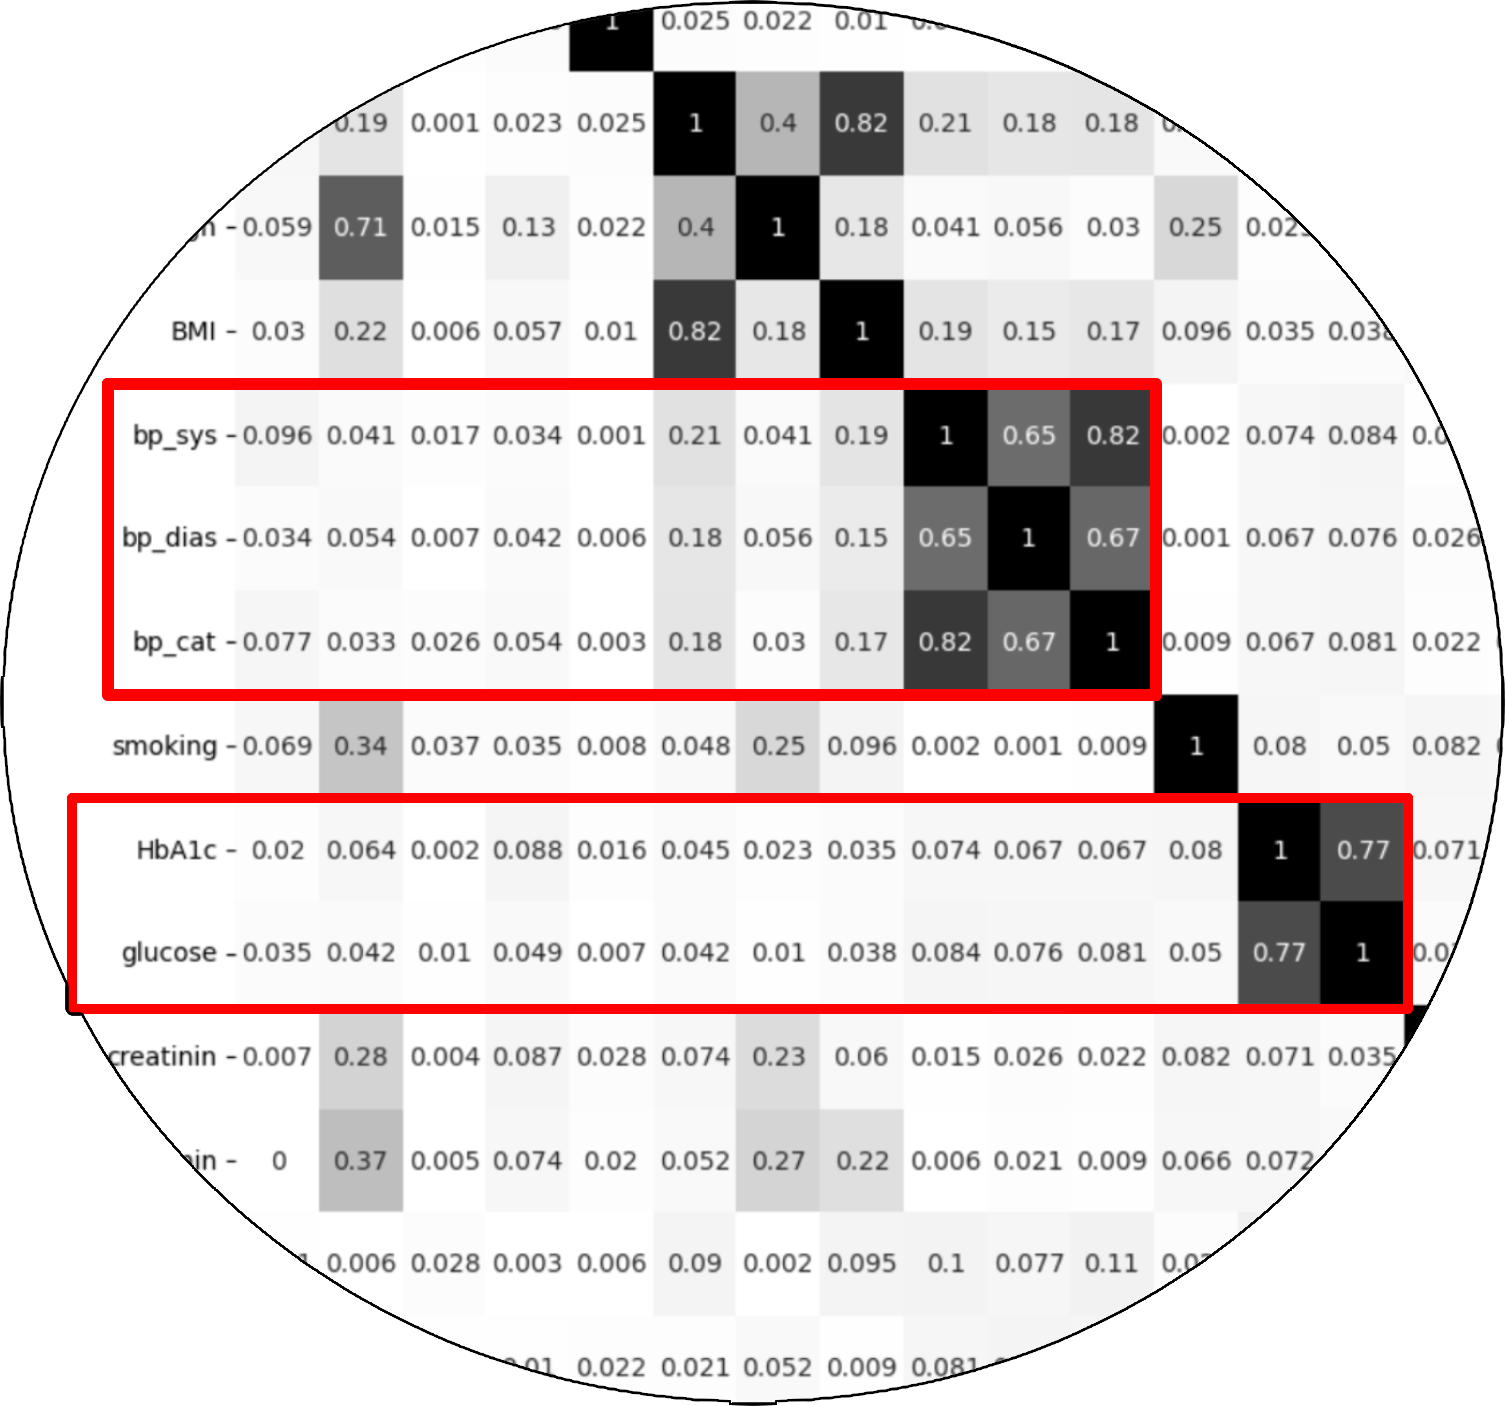 1 0.025 0.022 0.01
0.19 0.001 0.023 0.025 1 0.4 0.82 0.21 0.18 0.18
0.059 0.71 0.015 0.13 0.022 0.4 1 0.18 0.041 0.056 0.03 0.25
BMI 0.03 0.22 0.006 0.057 0.01 0.82 0.18 1 0.19 0.15 0.17 0.096 0.035 0.038
bp_sys 0.096 0.041 0.017 0.034 0.001 0.21 0.041 0.19 1 0.65 0.82 0.002 0.074 0.084
bp_dias 0.034 0.054 0.007 0.042 0.006 0.18 0.056 0.15 0.65 1 0.67 0.001 0.067 0.076 0.026
bp_cat 0.077 0.033 0.026 0.054 0.003 0.18 0.03 0.17 0.82 0.67 1 0.009 0.067 0.081 0.022
smoking 0.069 0.34 0.037 0.035 0.008 0.048 0.25 0.096 0.002 0.001 0.009 1 0.08 0.05 0.082
HbA1c 0.02 0.064 0.002 0.088 0.016 0.045 0.023 0.035 0.074 0.067 0.067 0.08 1 0.77 0.071
glucose 0.035 0.042 0.01 0.049 0.007 0.042 0.01 0.038 0.084 0.076 0.081 0.05 0.77 1
creatinin 0.007 0.28 0.004 0.087 0.028 0.074 0.23 0.06 0.015 0.026 0.022 0.082 0.071 0.035
0 0.37 0.005 0.074 0.02 0.052 0.27 0.22 0.006 0.021 0.009 0.066 0.072
0.006 0.028 0.003 0.006 0.09 0.002 0.095 0.1 0.077 0.11
0.01 0.022 0.021 0.052 0.009 0.081